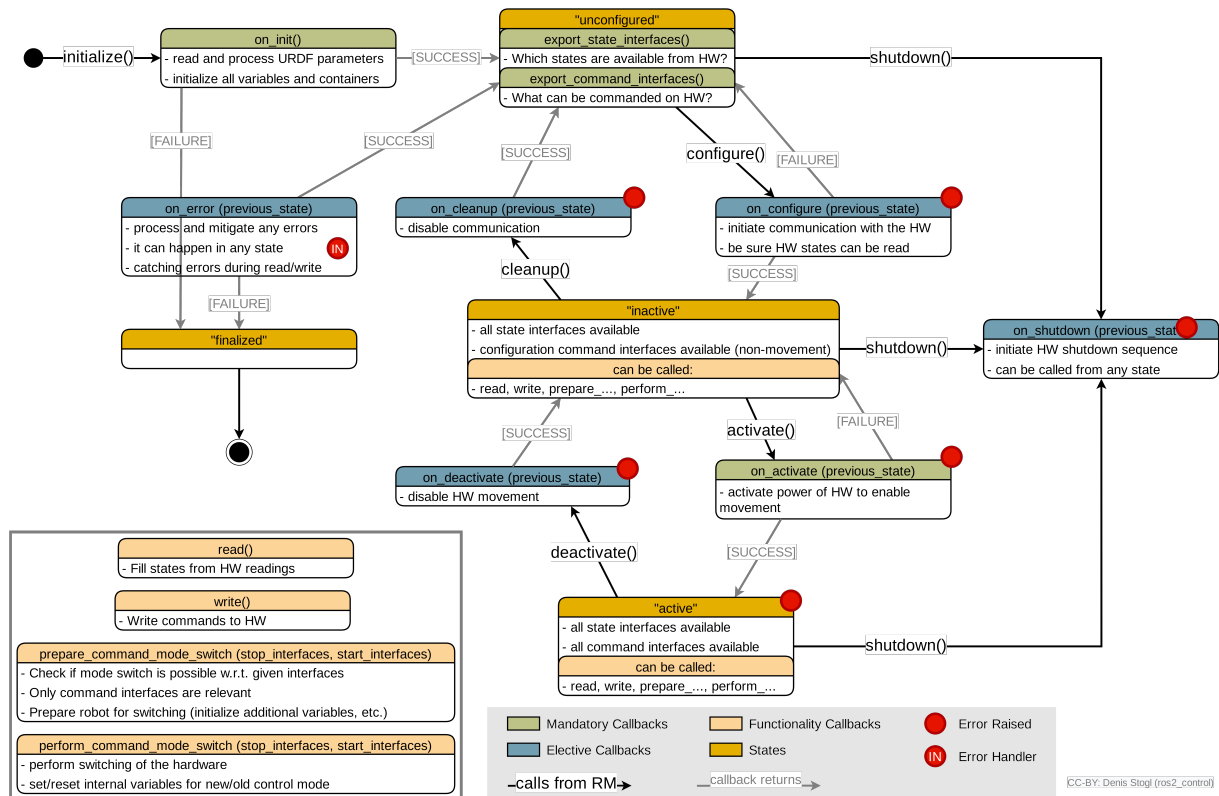 initialize()
on_init()
- read and process URDF parameters
- initialize all variables and containers
[SUCCESS]
"unconfigured"
export_state_interfaces()
- Which states are available from HW?
export_command_interfaces()
- What can be commanded on HW?
shutdown()
[FAILURE]
[SUCCESS]
[SUCCESS]
configure()
[FAILURE]
on_error (previous_state)
- process and mitigate any errors
- it can happen in any state
- catching errors during read/write
IN
on_cleanup (previous_state)
- disable communication
on_configure (previous_state)
- initiate communication with the HW
- be sure HW states can be read
cleanup()
[SUCCESS]
[FAILURE]
"finalized"
"inactive"
- all state interfaces available
- configuration command interfaces available (non-movement)
can be called:
- read, write, prepare_..., perform_...
shutdown()
on_shutdown (previous_stat
- initiate HW shutdown sequence
- can be called from any state
[SUCCESS]
activate()
[FAILURE]
on_deactivate (previous_state)
- disable HW movement
on_activate (previous_state)
- activate power of HW to enable
movement
deactivate()
[SUCCESS]
"active"
- all state interfaces available
- all command interfaces available
can be called:
- read, write, prepare_..., perform_...
shutdown()
read()
- Fill states from HW readings
write()
- Write commands to HW
prepare_command_mode_switch (stop_interfaces, start_interfaces)
- Check if mode switch is possible w.r.t. given interfaces
- Only command interfaces are relevant
- Prepare robot for switching (initialize additional variables, etc.)
perform_command_mode_switch (stop_interfaces, start_interfaces)
- perform switching of the hardware
- set/reset internal variables for new/old control mode
Mandatory Callbacks
Functionality Callbacks
Error Raised
Elective Callbacks
States
IN
Error Handler
calls from RM
callback returns
CC-BY: Denis Stogl (ros2_control)